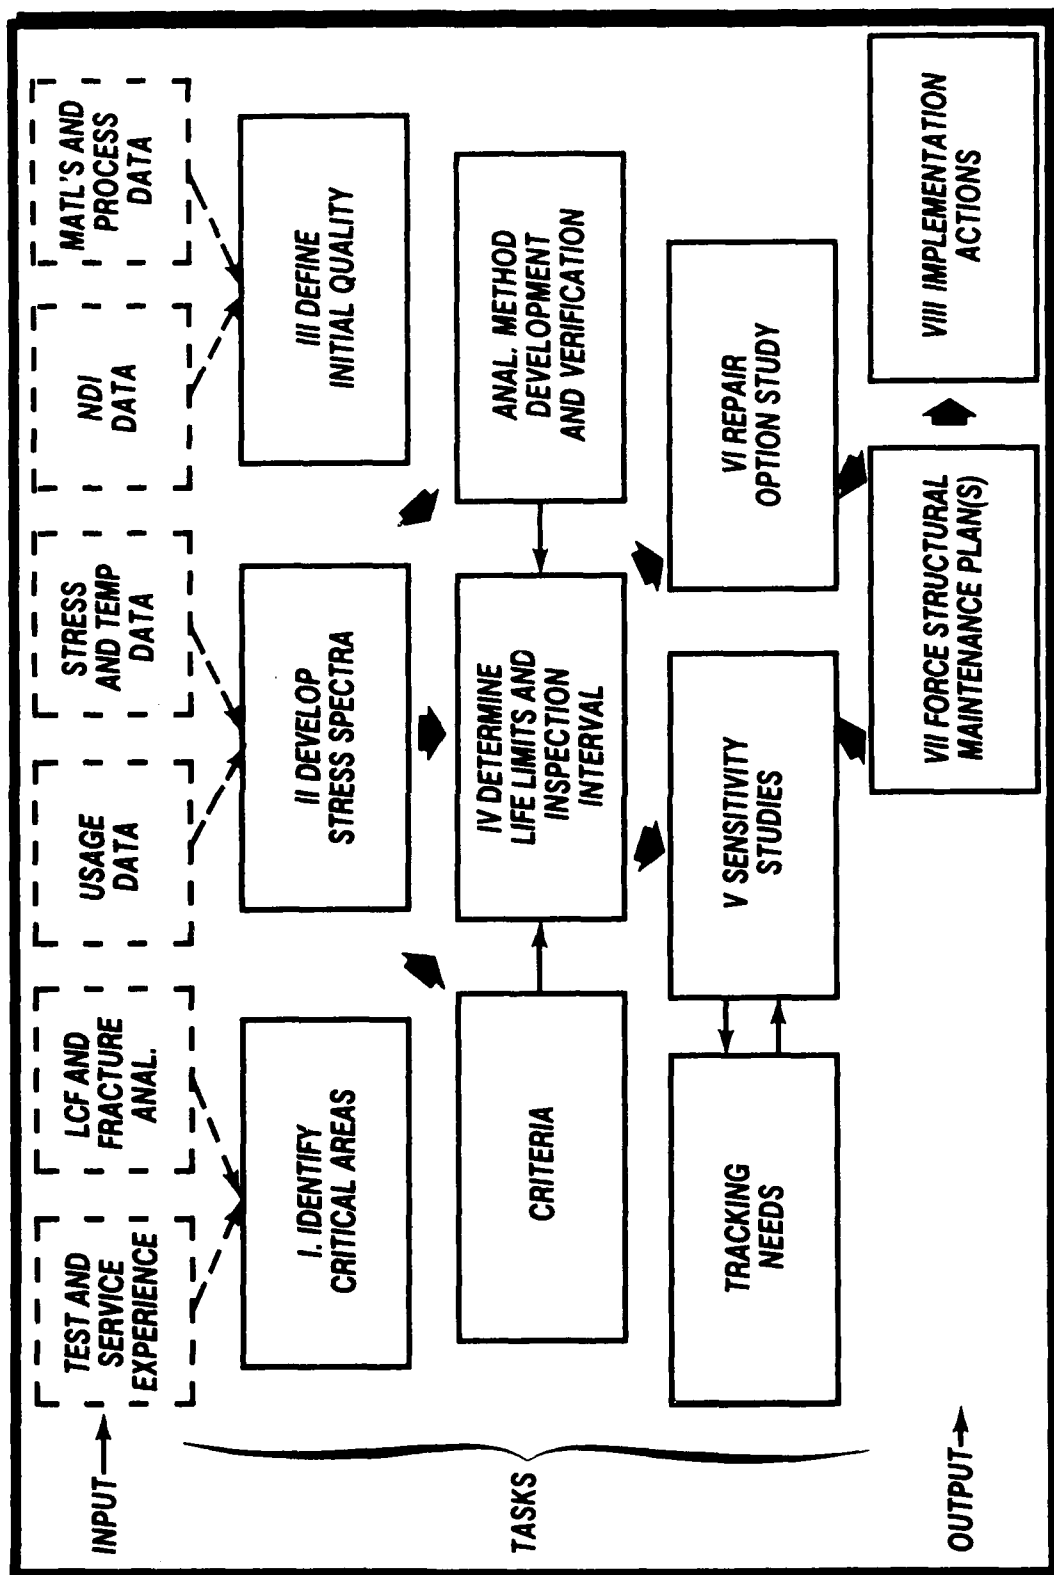 INPUT
TEST AND
SERVICE
EXPERIENCE
LCF AND
FRACTURE
ANAL.
USAGE
DATA
STRESS
AND TEMP
DATA
NDI
DATA
MATL'S AND
PROCESS
DATA
TASKS
I. IDENTIFY
CRITICAL AREAS
II DEVELOP
STRESS SPECTRA
III DEFINE
INITIAL QUALITY
CRITERIA
IV DETERMINE
LIFE LIMITS AND
INSPECTION
INTERVAL
ANAL. METHOD
DEVELOPMENT
AND VERIFICATION
TRACKING
NEEDS
V SENSITIVITY
STUDIES
VI REPAIR
OPTION STUDY
OUTPUT
VII FORCE STRUCTURAL
MAINTENANCE PLAN(S)
VIII IMPLEMENTATION
ACTIONS